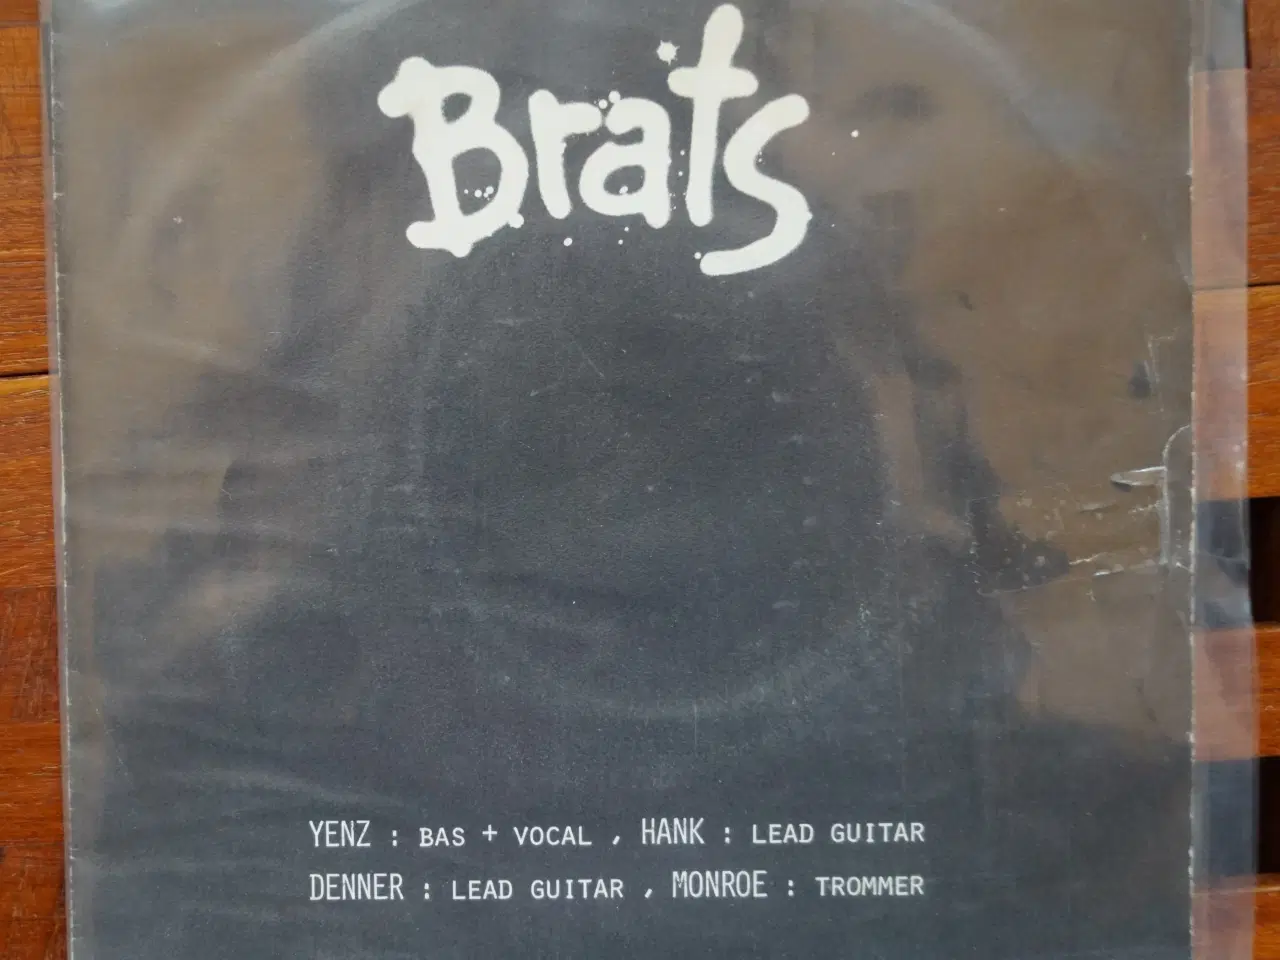 Brats
YENZ : BAS + VOCAL , HANK : LEAD GUITAR
DENNER : LEAD GUITAR , MONROE : TROMMER